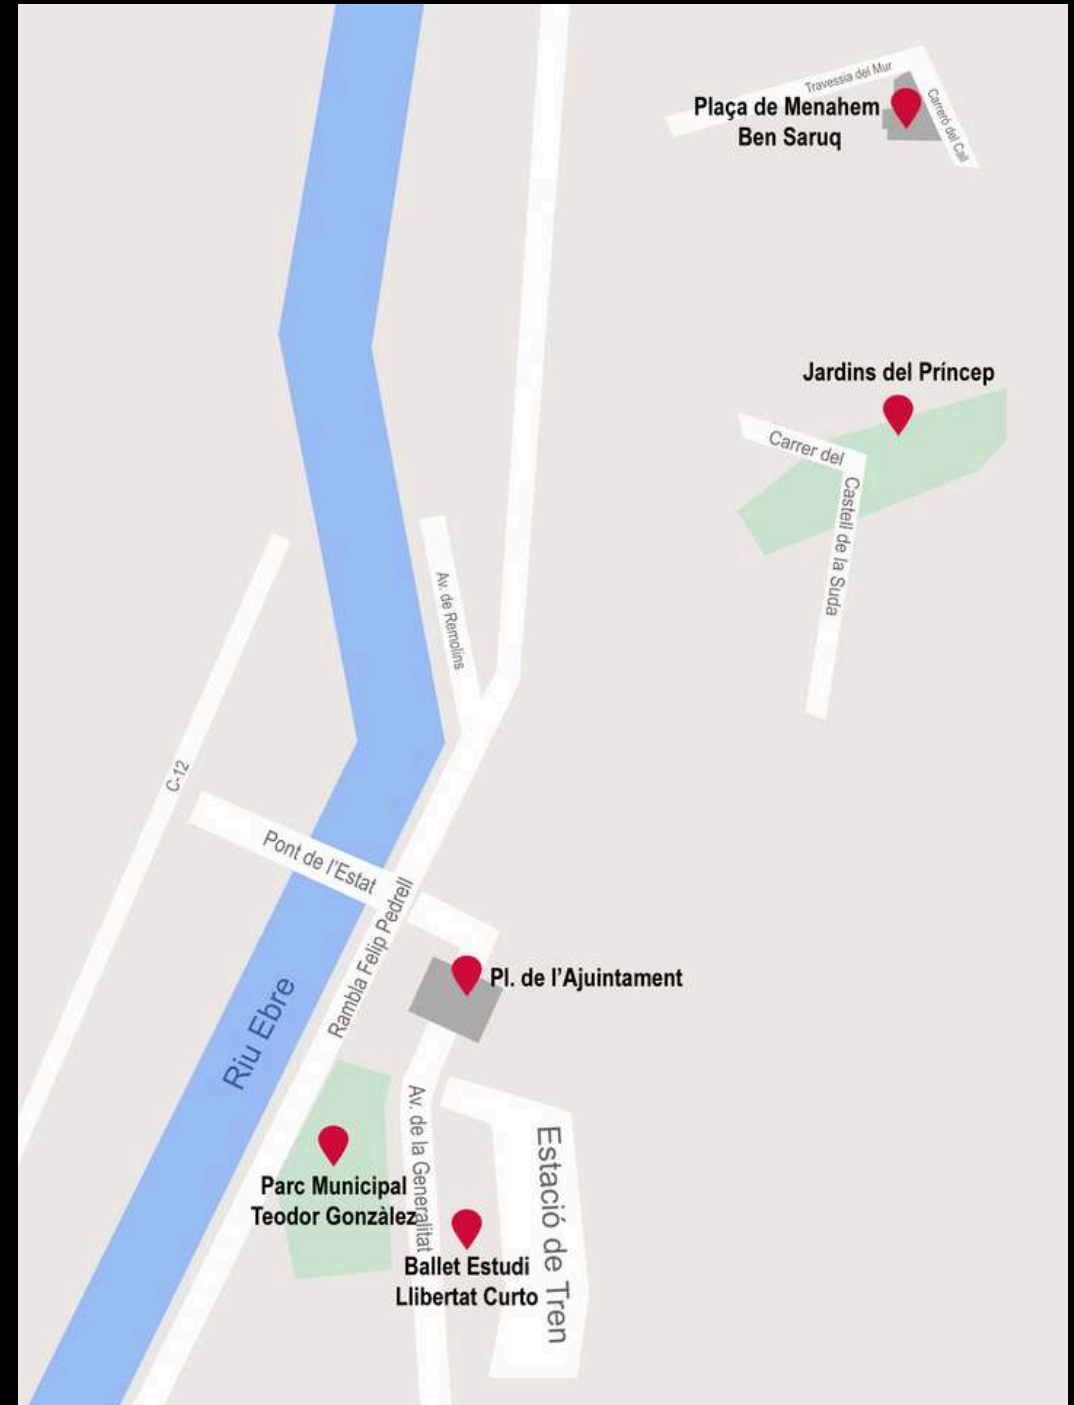 Travessia del Mur
Carreró del Call
Plaça de Menahem
Ben Saruq
Jardins del Príncep
Carrer del
Castell de la Suda
Av. de Remolins
C-12
Pont de l'Estat
Rambla Felip Pedrell
Pl. de l'Ajuintament
Riu Ebre
Av. de la Generalitat
Estació de Tren
Parc Municipal
Teodor Gonzàlez
Ballet Estudi
Llibertat Curto